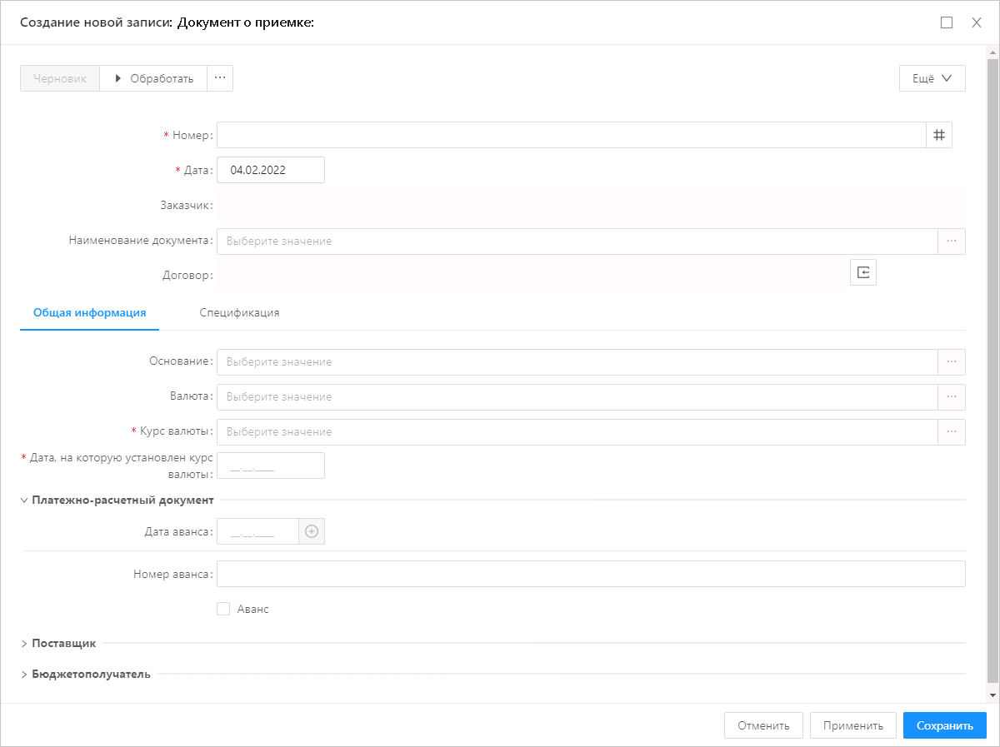 Создание новой записи: Документ о приемке:
Черновик Обработать ... Ещё
* Номер:
* Дата: 04.02.2022
Заказчик:
Наименование документа: Выберите значение ...
Договор:
Общая информация Спецификация
Основание: Выберите значение ...
Валюта: Выберите значение ...
* Курс валюты: Выберите значение ...
* Дата, на которую установлен курс
валюты: __.__.____
Платежно-расчетный документ
Дата аванса: __.__.____
Номер аванса:
Аванс
Поставщик
Бюджетополучатель
Отменить Применить Сохранить